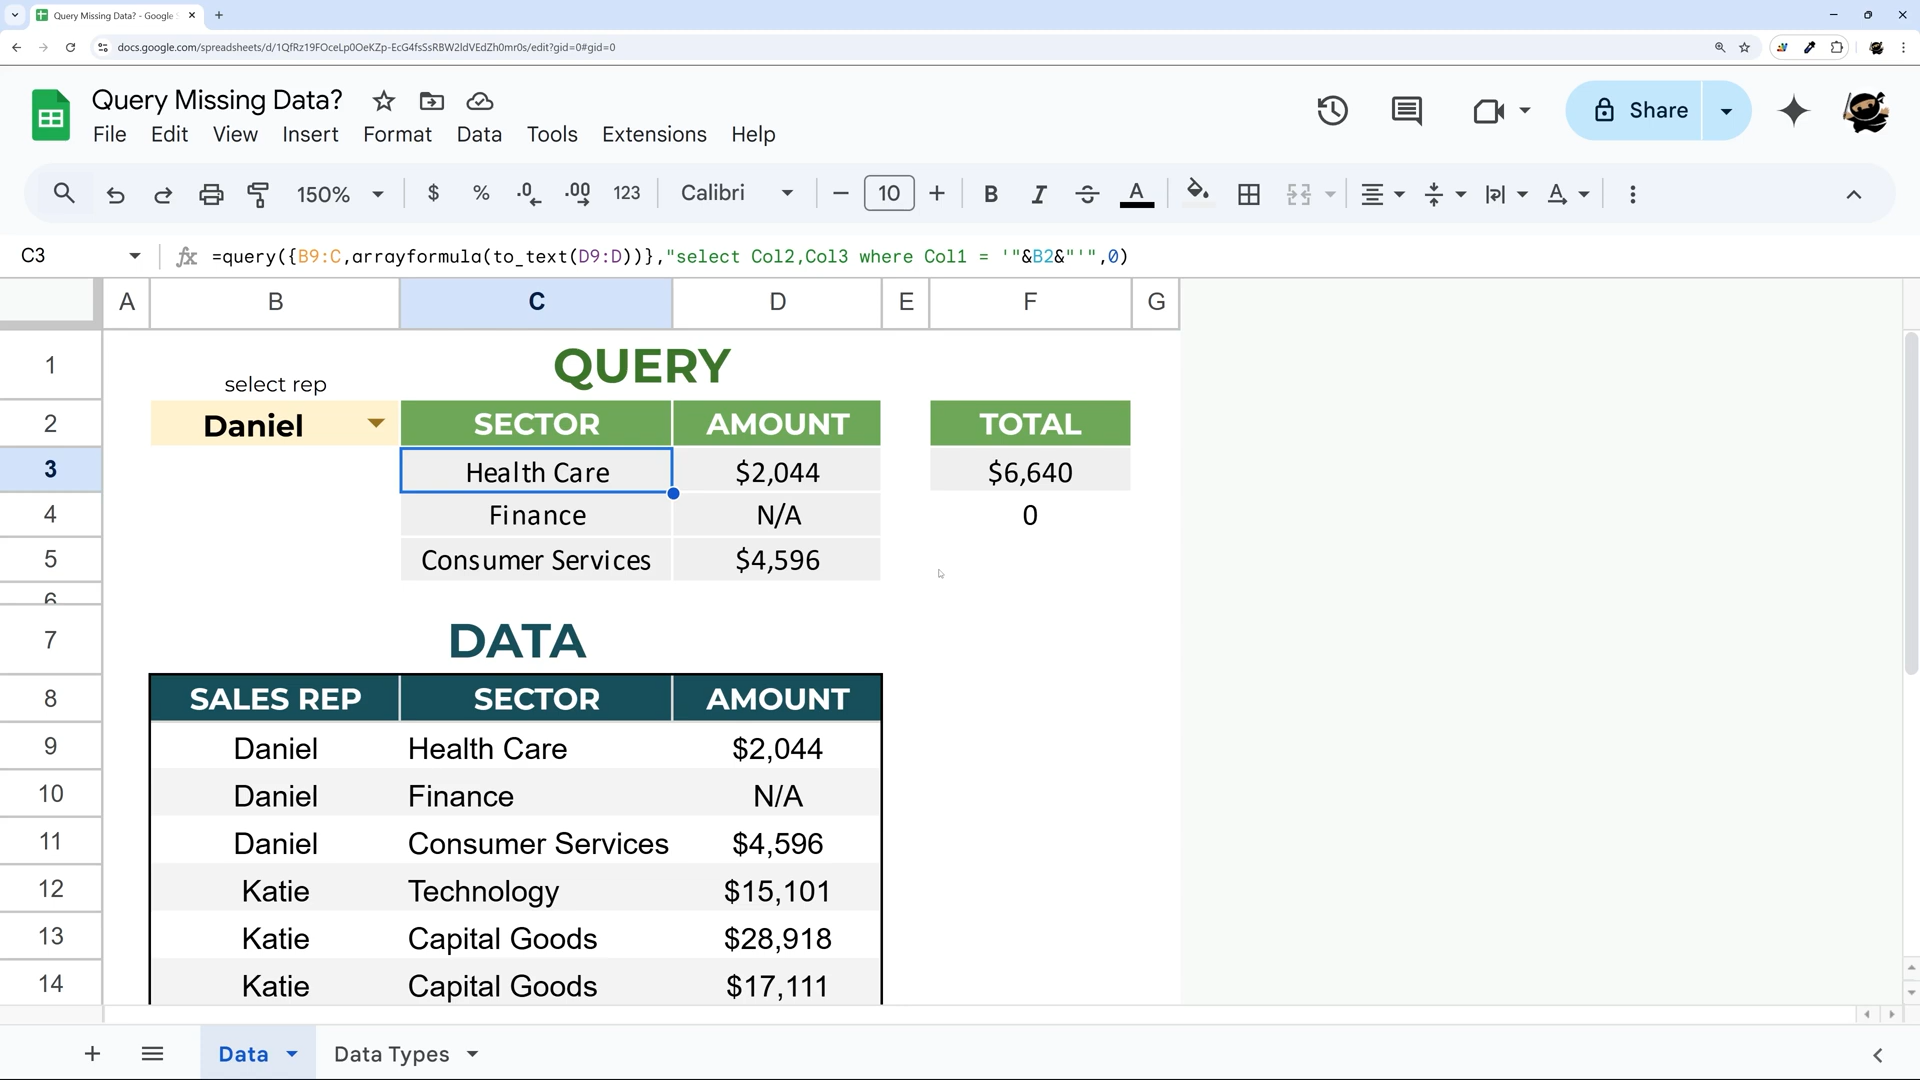 Query Missing Data? - Google S
docs.google.com/spreadsheets/d/1QfRz19FOceLp0OeKZp-EcG4fsSsRBW2ldVEdZh0mr0s/edit?gid=0#gid=0
Query Missing Data?
Share
File Edit View Insert Format Data Tools Extensions Help
150% $ % .0 .00 123 Calibri 10 B I S A A
C3 fx =query({B9:C,arrayformula(to_text(D9:D))},"select Col2,Col3 where Col1 = '"&B2&"'",0)
A B C D E F G
1 select rep QUERY
2 Daniel SECTOR AMOUNT TOTAL
3 Health Care $2,044 $6,640
4 Finance N/A 0
5 Consumer Services $4,596
6
7 DATA
8 SALES REP SECTOR AMOUNT
9 Daniel Health Care $2,044
10 Daniel Finance N/A
11 Daniel Consumer Services $4,596
12 Katie Technology $15,101
13 Katie Capital Goods $28,918
14 Katie Capital Goods $17,111
Data Data Types